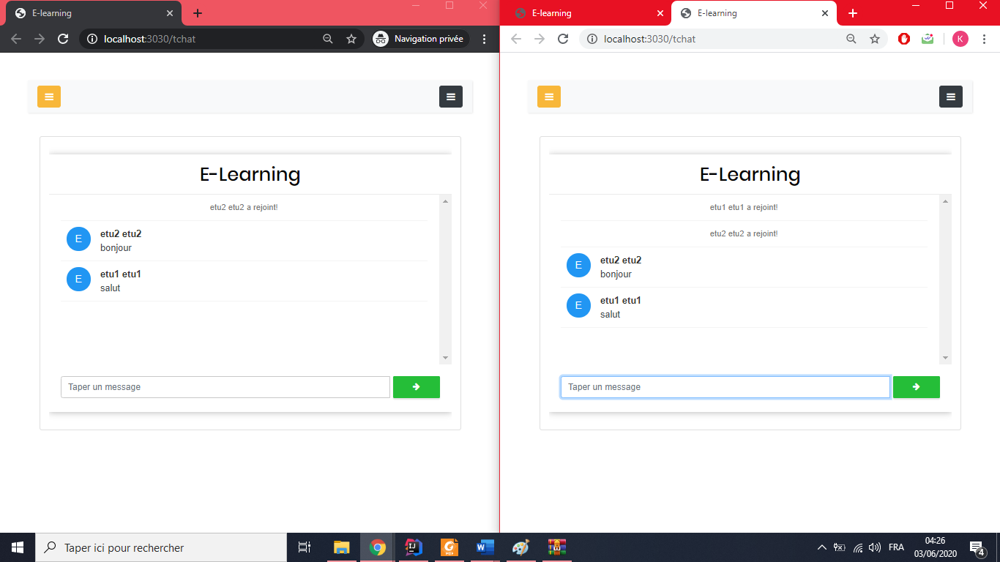 E-learning
localhost:3030/tchat
Navigation privée
E-Learning
etu2 etu2 a rejoint!
E
etu2 etu2
bonjour
E
etu1 etu1
salut
Taper un message
E-learning
E-learning
localhost:3030/tchat
K
E-Learning
etu1 etu1 a rejoint!
etu2 etu2 a rejoint!
E
etu2 etu2
bonjour
E
etu1 etu1
salut
Taper un message
Taper ici pour rechercher
IJ
G
PDF
W
FRA
04:26
03/06/2020
4